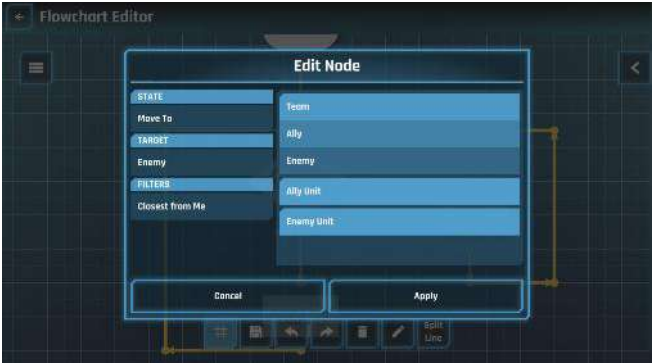 Flowchart Editor
Edit Node
STATE
Move To
TARGET
Enemy
FILTERS
Closest from Me
Team
Ally
Enemy
Ally Unit
Enemy Unit
Cancel
Apply
Split
Line